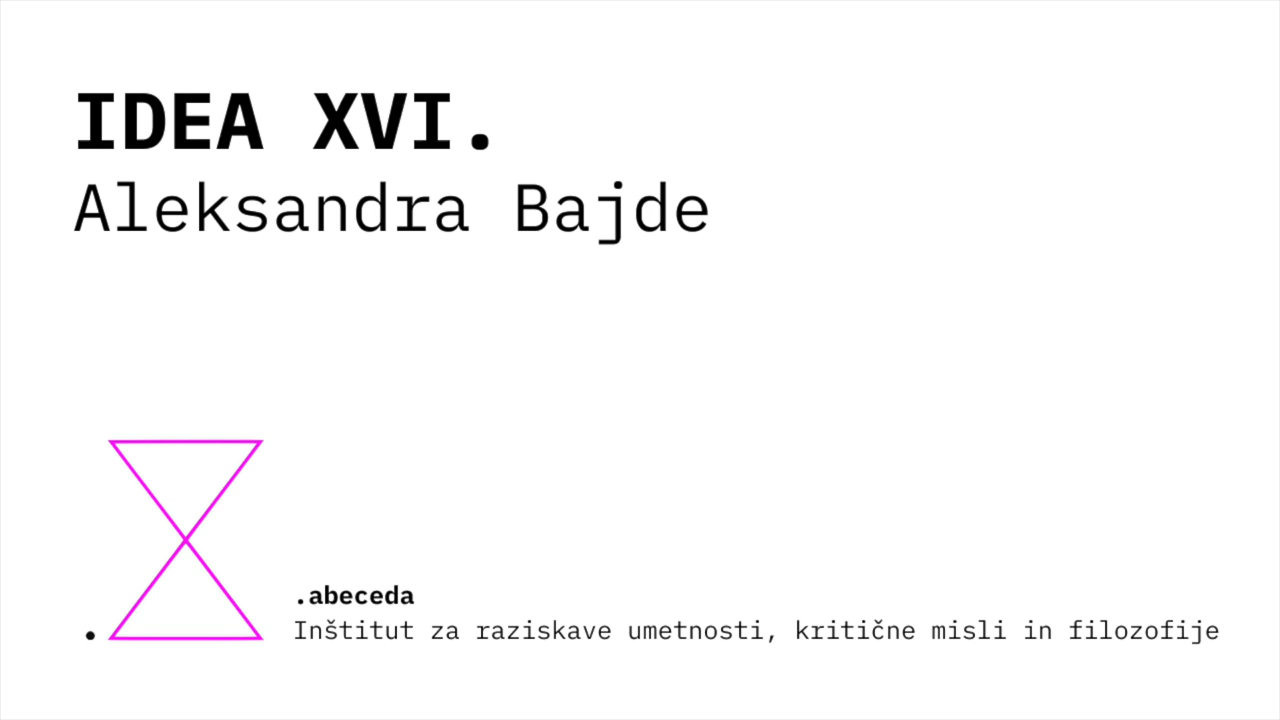 IDEA XVI.
Aleksandra Bajde
.abeceda
Inštitut za raziskave umetnosti, kritične misli in filozofije